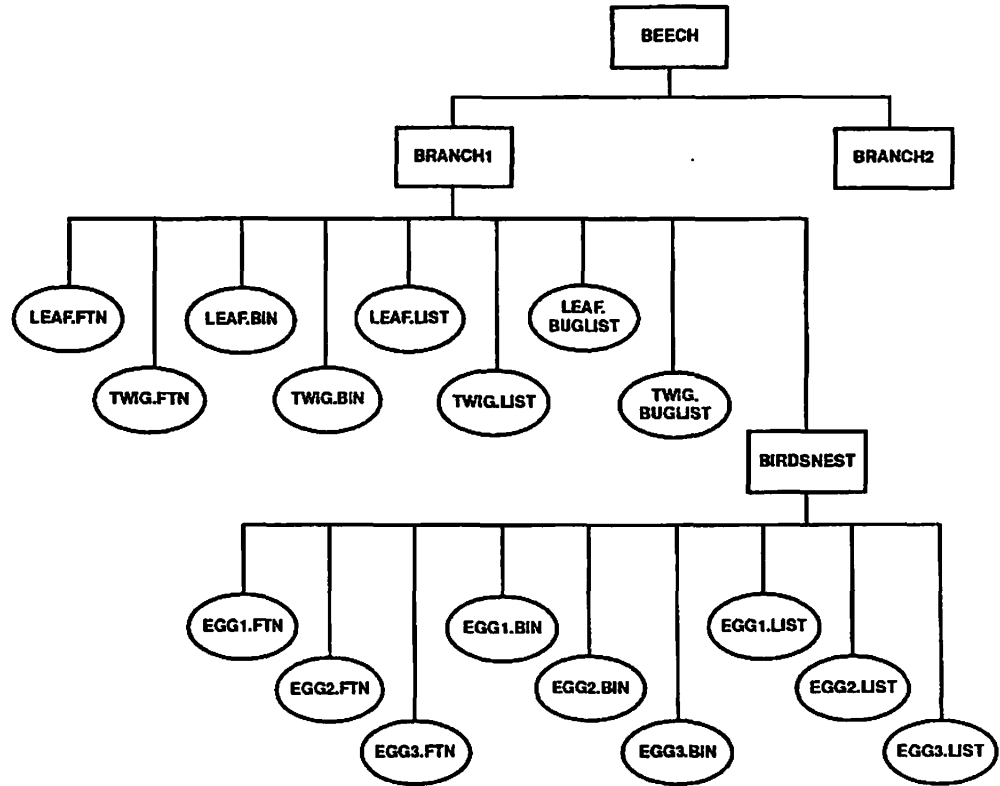 BEECH
BRANCH1
BRANCH2
LEAF.FTN
LEAF.BIN
LEAF.LIST
LEAF.
BUGLIST
TWIG.FTN
TWIG.BIN
TWIG.LIST
TWIG.
BUGLIST
BIRDSNEST
EGG1.FTN
EGG1.BIN
EGG1.LIST
EGG2.FTN
EGG2.BIN
EGG2.LIST
EGG3.FTN
EGG3.BIN
EGG3.LIST